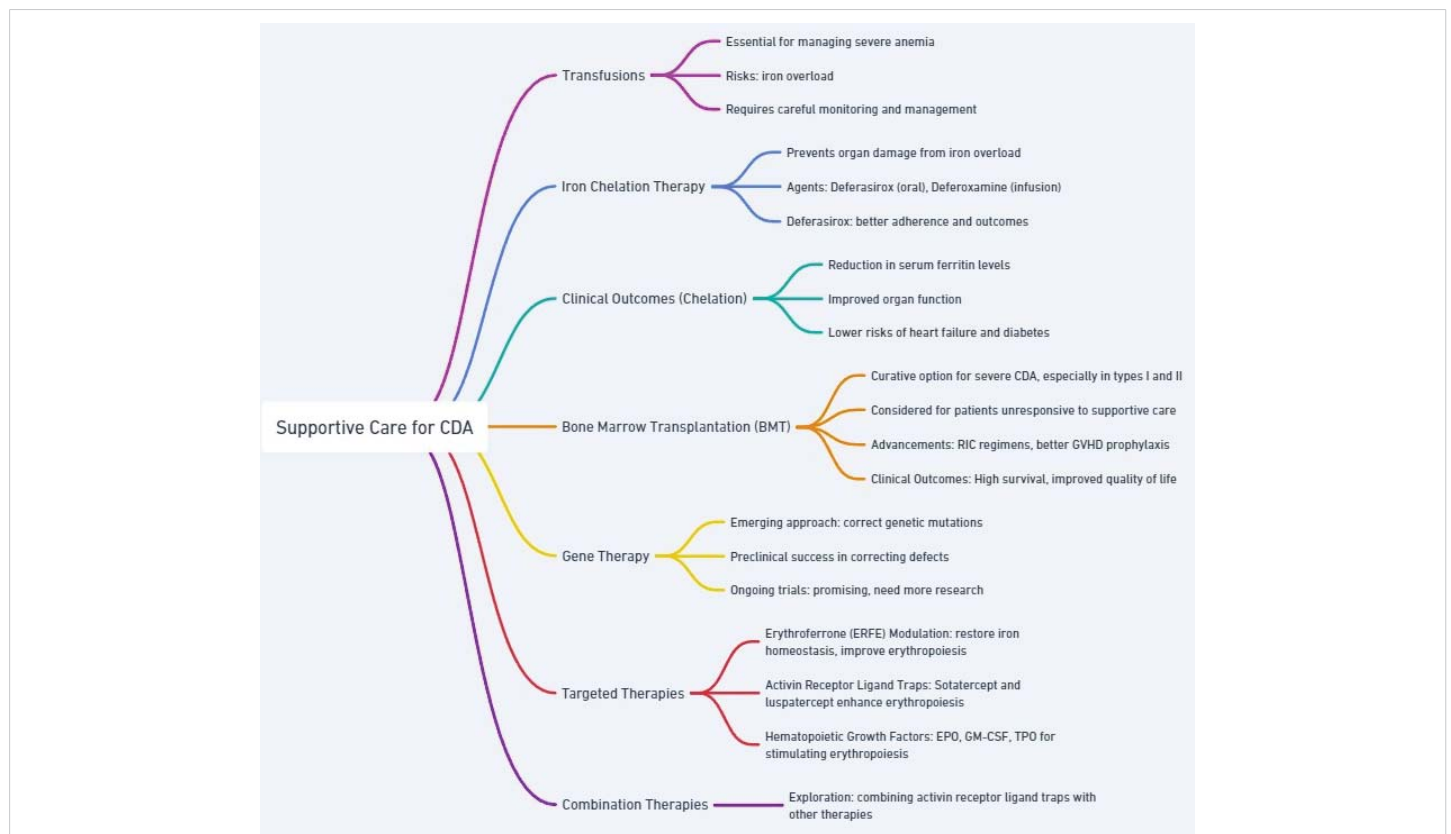 Supportive Care for CDA
Transfusions
Essential for managing severe anemia
Risks: iron overload
Requires careful monitoring and management
Iron Chelation Therapy
Prevents organ damage from iron overload
Agents: Deferasirox (oral), Deferoxamine (infusion)
Deferasirox: better adherence and outcomes
Clinical Outcomes (Chelation)
Reduction in serum ferritin levels
Improved organ function
Lower risks of heart failure and diabetes
Bone Marrow Transplantation (BMT)
Curative option for severe CDA, especially in types I and II
Considered for patients unresponsive to supportive care
Advancements: RIC regimens, better GVHD prophylaxis
Clinical Outcomes: High survival, improved quality of life
Gene Therapy
Emerging approach: correct genetic mutations
Preclinical success in correcting defects
Ongoing trials: promising, need more research
Targeted Therapies
Erythroferrone (ERFE) Modulation: restore iron
homeostasis, improve erythropoiesis
Activin Receptor Ligand Traps: Sotatercept and
luspatercept enhance erythropoiesis
Hematopoietic Growth Factors: EPO, GM-CSF, TPO for
stimulating erythropoiesis
Combination Therapies
Exploration: combining activin receptor ligand traps with
other therapies